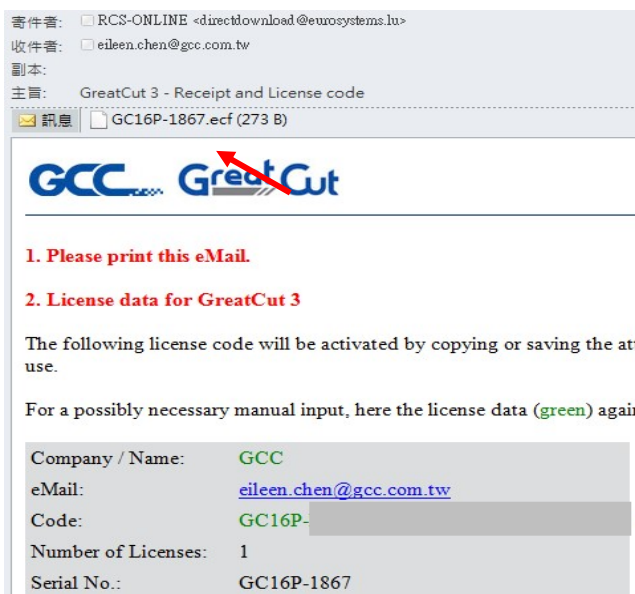 寄件者: RCS-ONLINE <directdownload@eurosystems.lu>
收件者: eileen.chen@gcc.com.tw
副本:
主旨: GreatCut 3 - Receipt and License code
訊息 GC16P-1867.ecf (273 B)
GCC GreatCut
1. Please print this eMail.
2. License data for GreatCut 3
The following license code will be activated by copying or saving the
use.
For a possibly necessary manual input, here the license data (green)
Company / Name: GCC
eMail: eileen.chen@gcc.com.tw
Code: GC16P-
Number of Licenses: 1
Serial No.: GC16P-1867